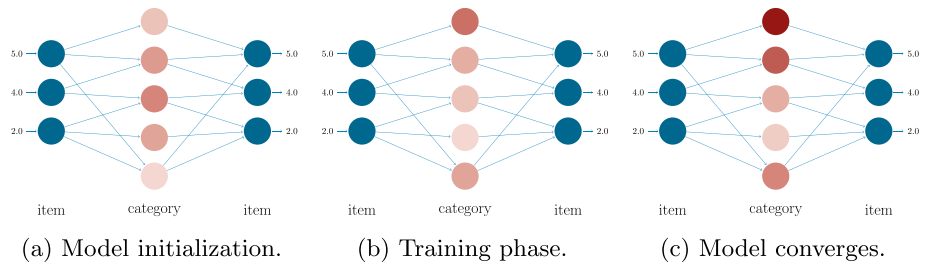 5.0 5.0 5.0 5.0 5.0 5.0
4.0 4.0 4.0 4.0 4.0 4.0
2.0 2.0 2.0 2.0 2.0 2.0
item category item item category item item category item
(a) Model initialization. (b) Training phase. (c) Model converges.